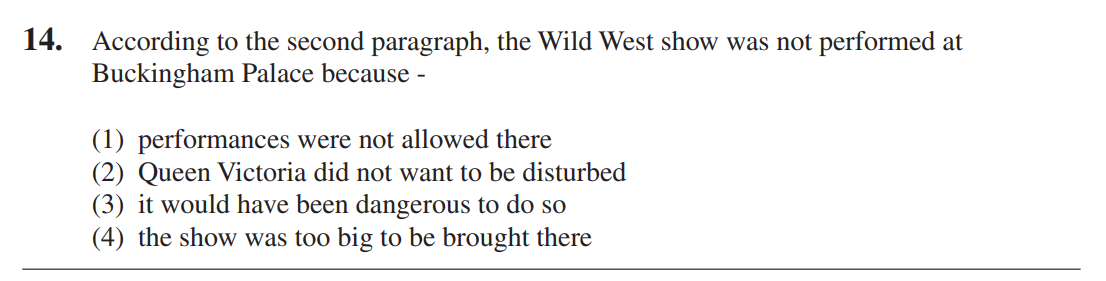 14. According to the second paragraph, the Wild West show was not performed at
Buckingham Palace because -
(1) performances were not allowed there
(2) Queen Victoria did not want to be disturbed
(3) it would have been dangerous to do so
(4) the show was too big to be brought there